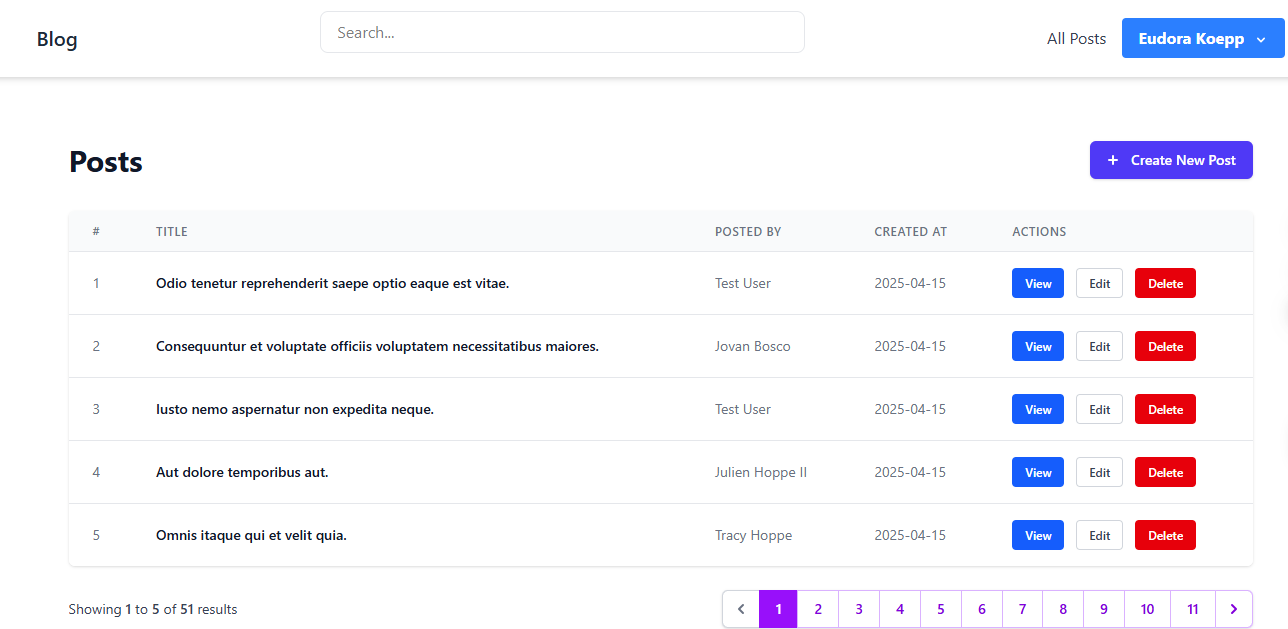 Blog Search... All Posts Eudora Koepp
Posts + Create New Post
# TITLE POSTED BY CREATED AT ACTIONS
1 Odio tenetur reprehenderit saepe optio eaque est vitae. Test User 2025-04-15 View Edit Delete
2 Consequuntur et voluptate officiis voluptatem necessitatibus maiores. Jovan Bosco 2025-04-15 View Edit Delete
3 Iusto nemo aspernatur non expedita neque. Test User 2025-04-15 View Edit Delete
4 Aut dolore temporibus aut. Julien Hoppe II 2025-04-15 View Edit Delete
5 Omnis itaque qui et velit quia. Tracy Hoppe 2025-04-15 View Edit Delete
Showing 1 to 5 of 51 results 1 2 3 4 5 6 7 8 9 10 11